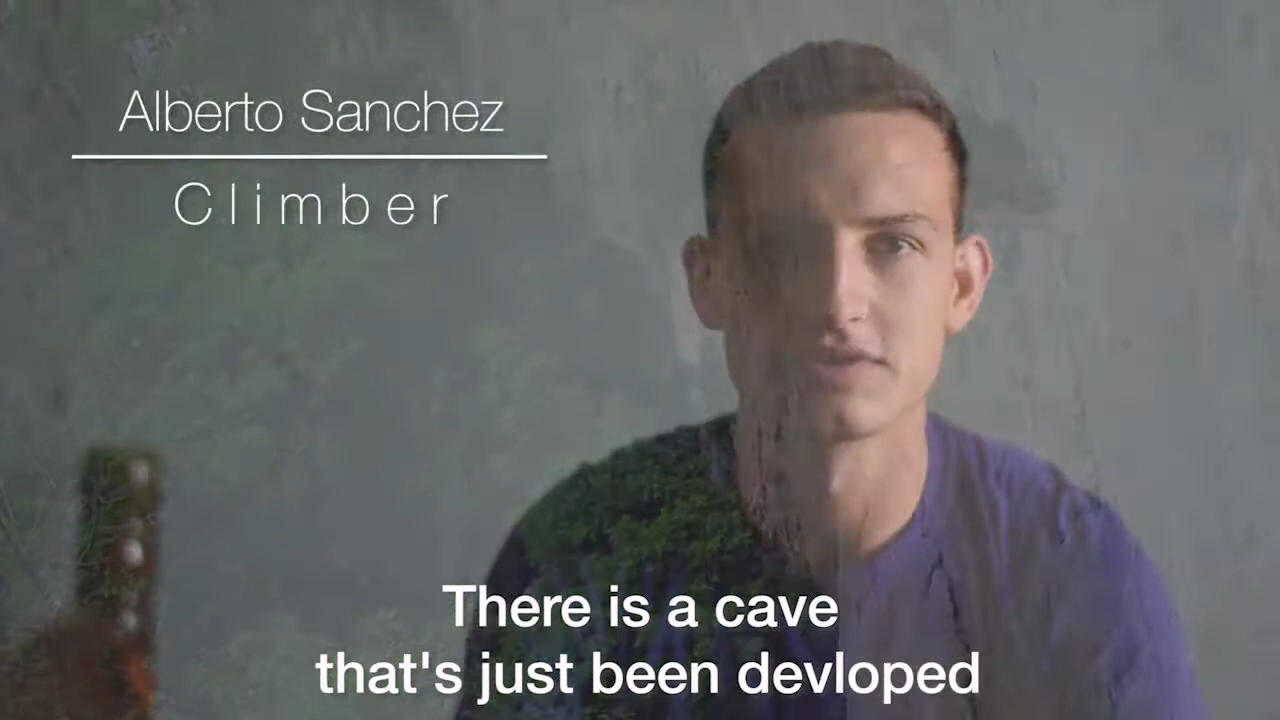 Alberto Sanchez
Climber
There is a cave
that's just been devloped